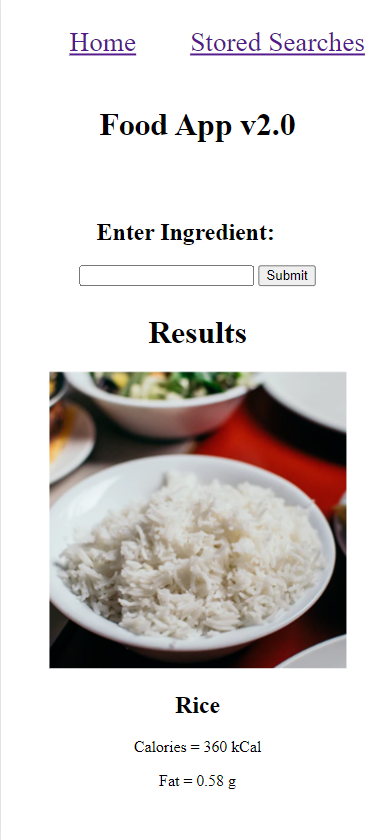 Home Stored Searches
Food App v2.0
Enter Ingredient:
Submit
Results
Rice
Calories = 360 kCal
Fat = 0.58 g